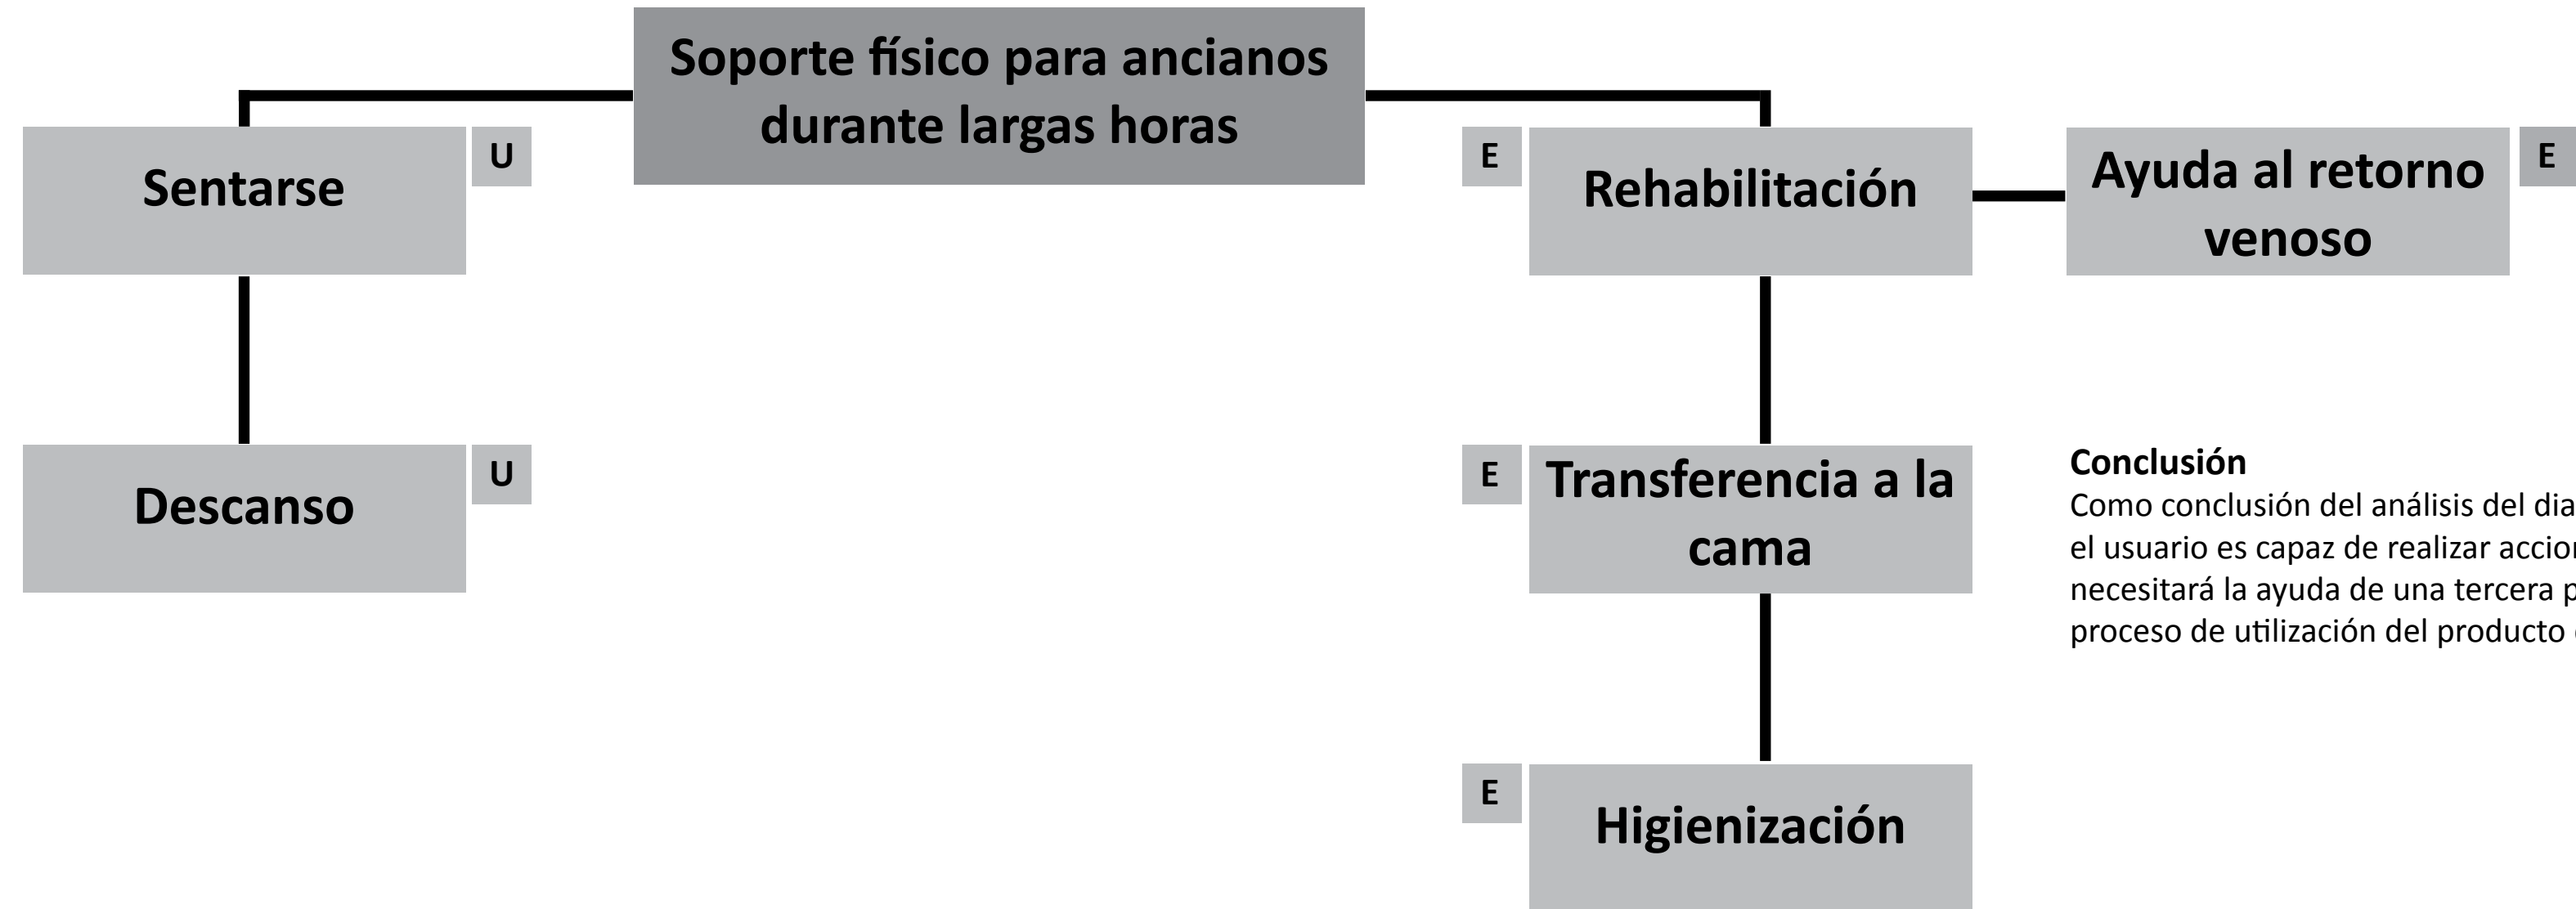 Soporte físico para ancianos
durante largas horas
Sentarse
U
E
Rehabilitación
Ayuda al retorno
venoso
E
Descanso
U
E
Transferencia a la
cama
Conclusión
Como conclusión del análisis del
el usuario es capaz de realizar
necesitará la ayuda de una tercera
proceso de utilización del producto
E
Higienización